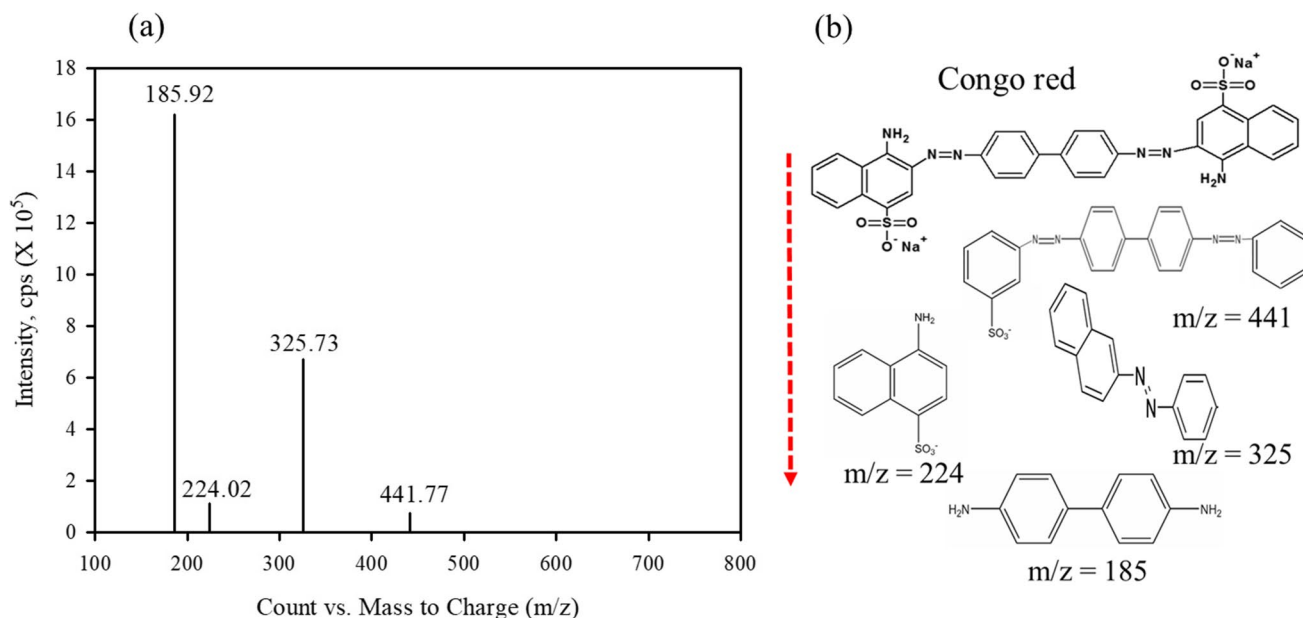 (a)
18
16
14
12
10
8
6
4
2
0
Intensity, cps (X 10⁵)
185.92
224.02
325.73
441.77
100 200 300 400 500 600 700 800
Count vs. Mass to Charge (m/z)
(b)
Congo red
O⁻Na⁺
O=S=O
NH₂
N=N
N=N
H₂N
O=S=O
O⁻Na⁺
N=N
N=N
SO₃⁻
m/z = 441
NH₂
SO₃⁻
m/z = 224
N
N
m/z = 325
H₂N
NH₂
m/z = 185